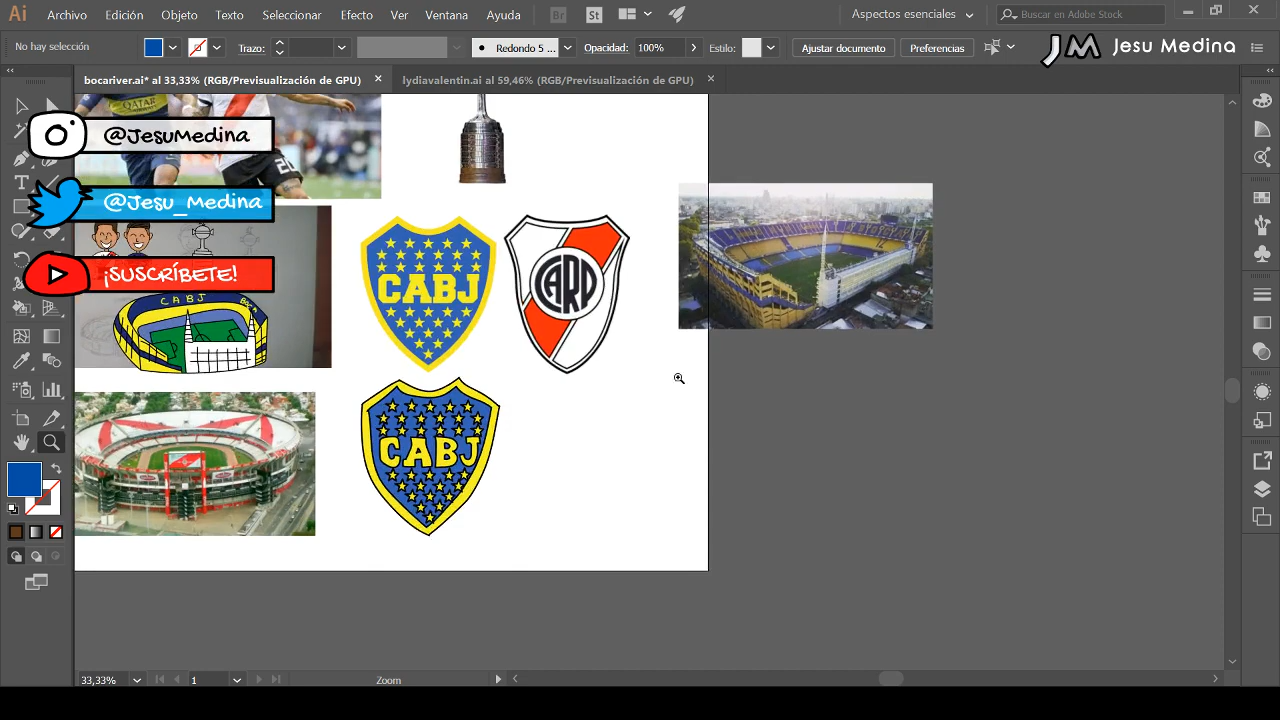 Ai Archivo Edición Objeto Texto Seleccionar Efecto Ver Ventana Ayuda Br St Aspectos esenciales Buscar en Adobe Stock
No hay selección Trazo: Redondo 5 ... Opacidad: 100% Estilo: Ajustar documento Preferencias JM Jesu Medina
bocariver.ai* al 33,33% (RGB/Previsualización de GPU) × lydiavalentin.ai al 59,46% (RGB/Previsualización de GPU) ×
@JesuMedina
@Jesu_Medina
¡SUSCRÍBETE!
CABJ
CABJ
CARP
CABJ
33,33% 1 Zoom